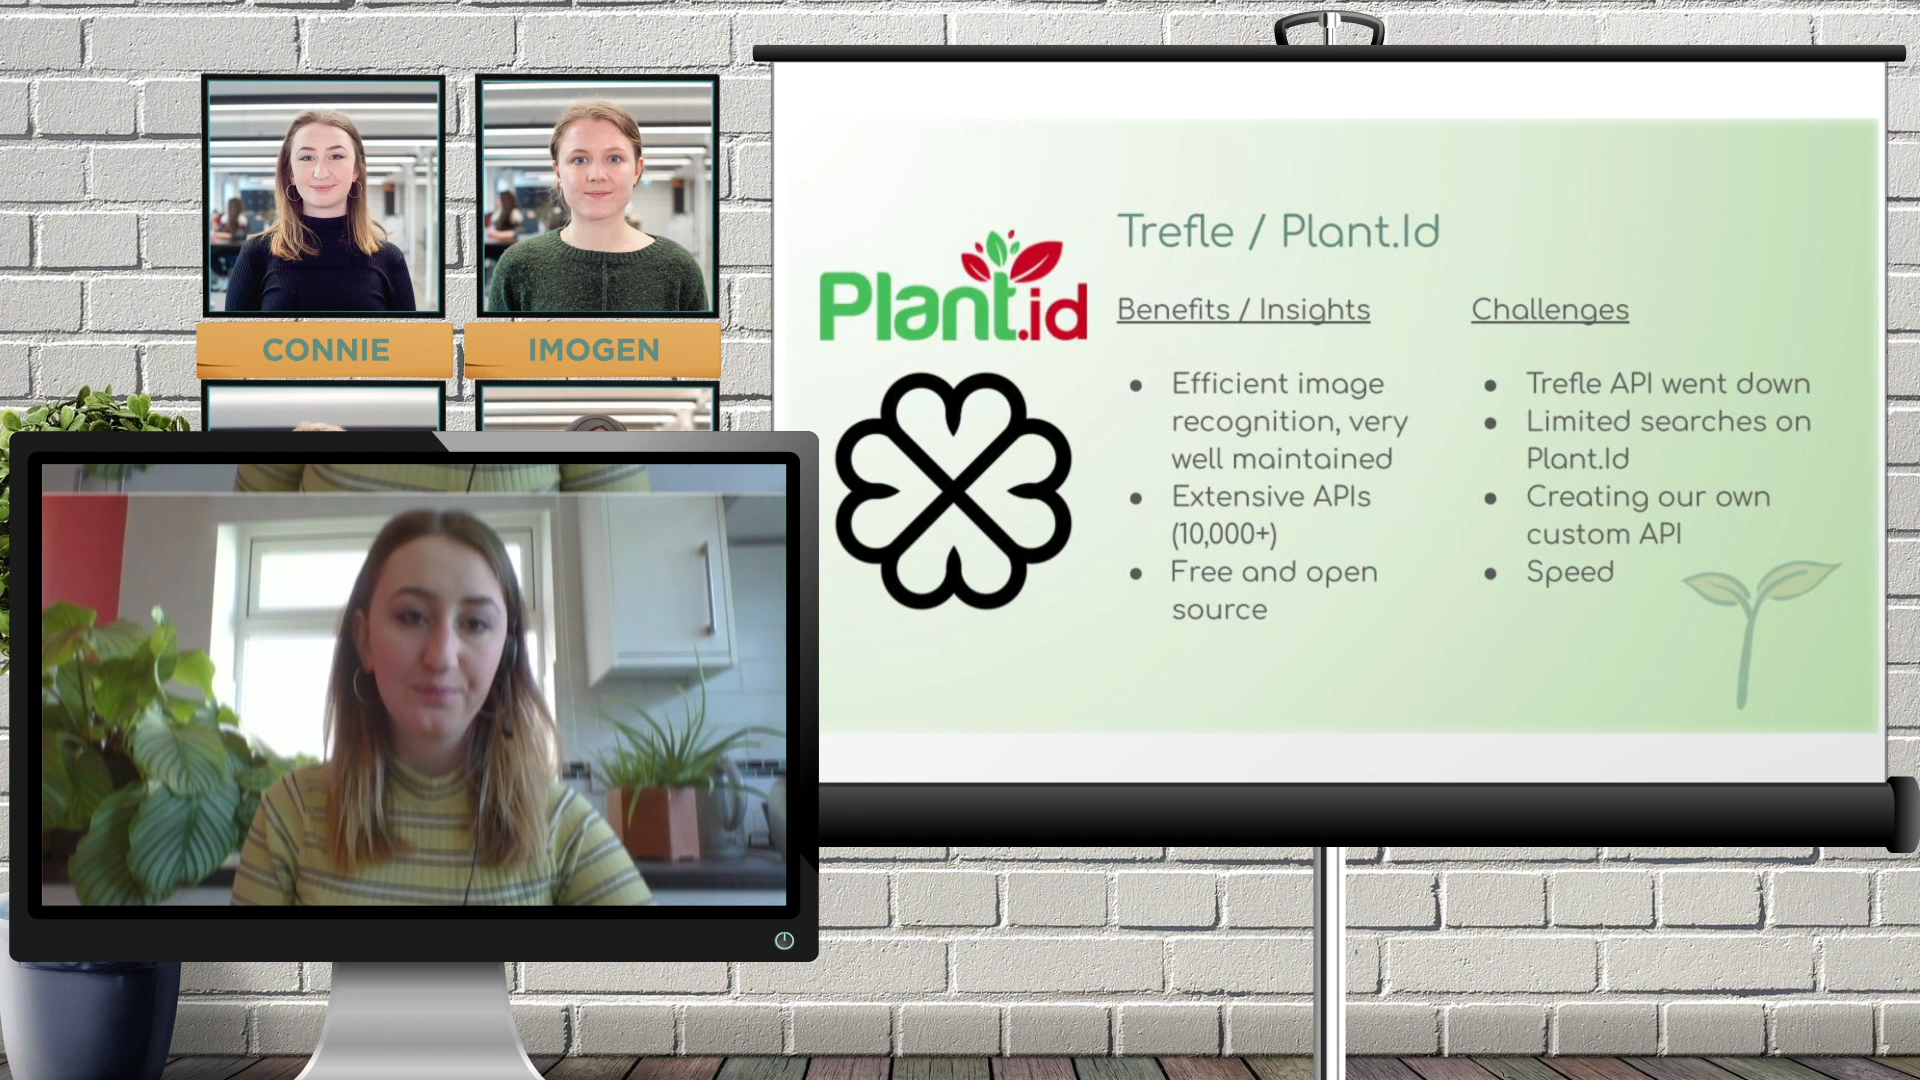 CONNIE
IMOGEN
Plant.id
Trefle / Plant.Id
Benefits / Insights
● Efficient image
recognition, very
well maintained
● Extensive APIs
(10,000+)
● Free and open
source
Challenges
● Trefle API went down
● Limited searches on
Plant.Id
● Creating our own
custom API
● Speed